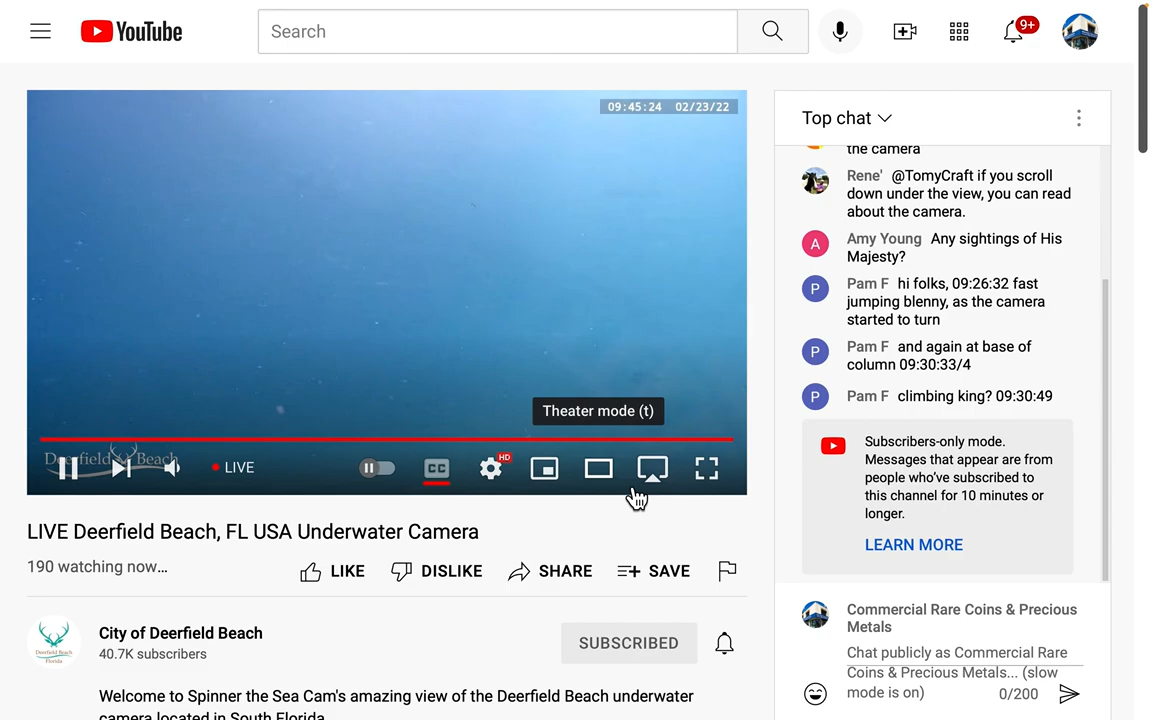 YouTube
Search
9+
09:45:24 02/23/22
Theater mode (t)
Deerfield Beach
LIVE
CC
HD
LIVE Deerfield Beach, FL USA Underwater Camera
190 watching now...
LIKE
DISLIKE
SHARE
SAVE
Deerfield Beach
City of Deerfield Beach
40.7K subscribers
SUBSCRIBED
Welcome to Spinner the Sea Cam's amazing view of the Deerfield Beach underwater
camera located in South Florida
Top chat
the camera
Rene' @TomyCraft if you scroll
down under the view, you can read
about the camera.
A
Amy Young Any sightings of His
Majesty?
P
Pam F hi folks, 09:26:32 fast
jumping blenny, as the camera
started to turn
P
Pam F and again at base of
column 09:30:33/4
P
Pam F climbing king? 09:30:49
Subscribers-only mode.
Messages that appear are from
people who've subscribed to
this channel for 10 minutes or
longer.
LEARN MORE
Commercial Rare Coins & Precious
Metals
Chat publicly as Commercial Rare
Coins & Precious Metals... (slow
mode is on)
0/200